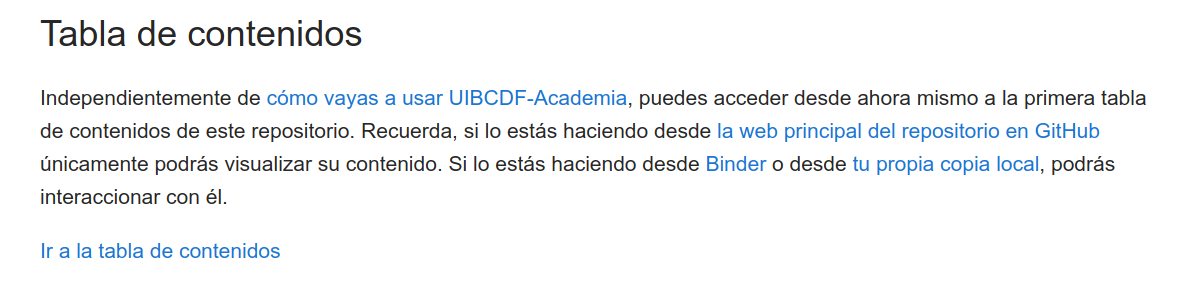 Tabla de contenidos
Independientemente de cómo vayas a usar UIBCDF-Academia, puedes acceder desde ahora mismo a la primera tabla
de contenidos de este repositorio. Recuerda, si lo estás haciendo desde la web principal del repositorio en GitHub
únicamente podrás visualizar su contenido. Si lo estás haciendo desde Binder o desde tu propia copia local, podrás
interaccionar con él.
Ir a la tabla de contenidos